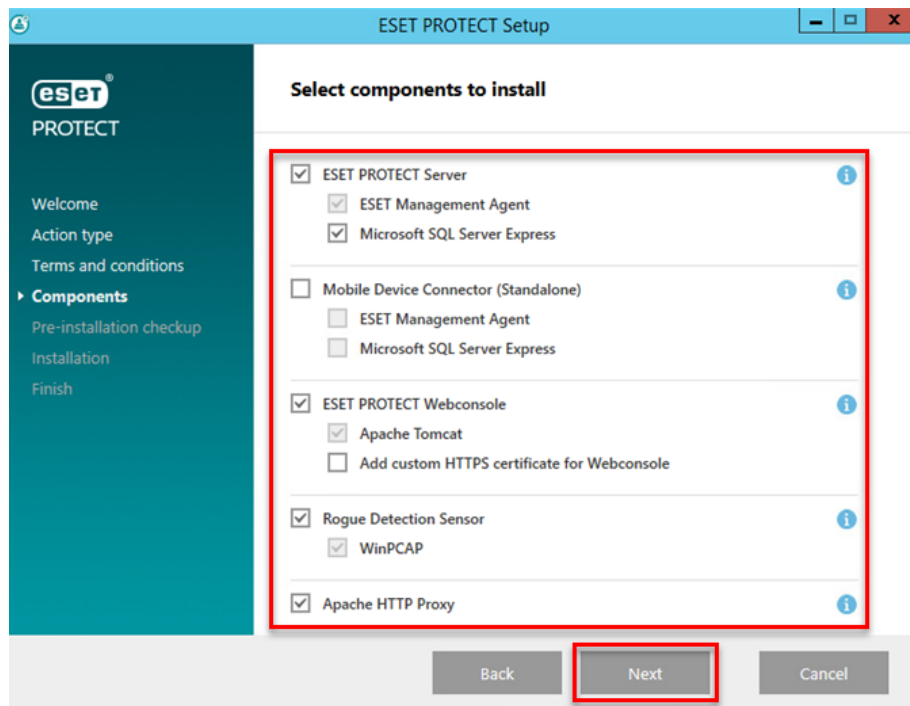 ESET PROTECT Setup
eseT®
PROTECT
Welcome
Action type
Terms and conditions
Components
Pre-installation checkup
Installation
Finish
Select components to install
ESET PROTECT Server
ESET Management Agent
Microsoft SQL Server Express
Mobile Device Connector (Standalone)
ESET Management Agent
Microsoft SQL Server Express
ESET PROTECT Webconsole
Apache Tomcat
Add custom HTTPS certificate for Webconsole
Rogue Detection Sensor
WinPCAP
Apache HTTP Proxy
Back
Next
Cancel